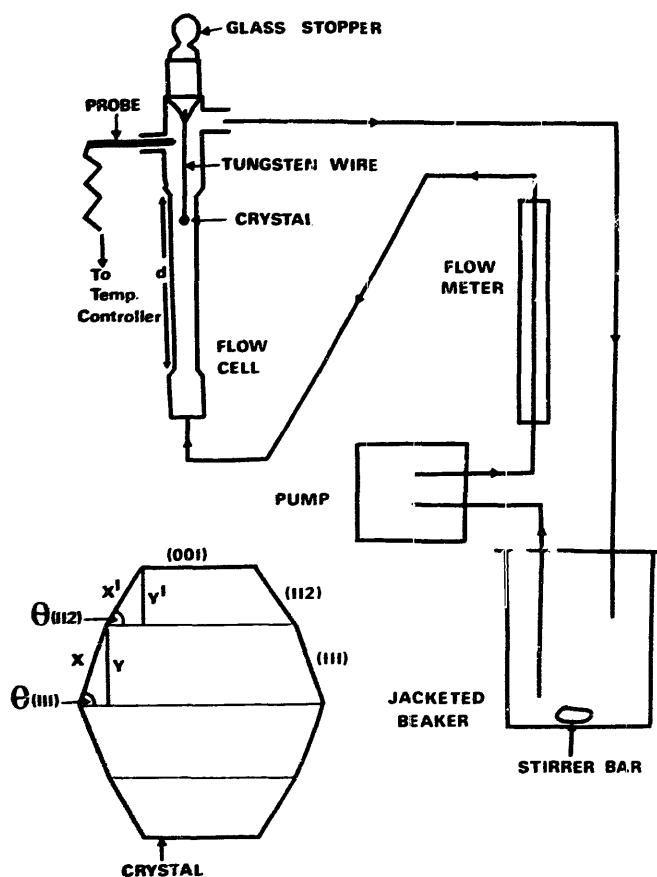 GLASS STOPPER
PROBE
TUNGSTEN WIRE
CRYSTAL
d
To
Temp.
Controller
FLOW
CELL
FLOW
METER
PUMP
(001)
X'
Y'
(112)
θ(112)
X
Y
(111)
θ(111)
JACKETED
BEAKER
STIRRER BAR
CRYSTAL